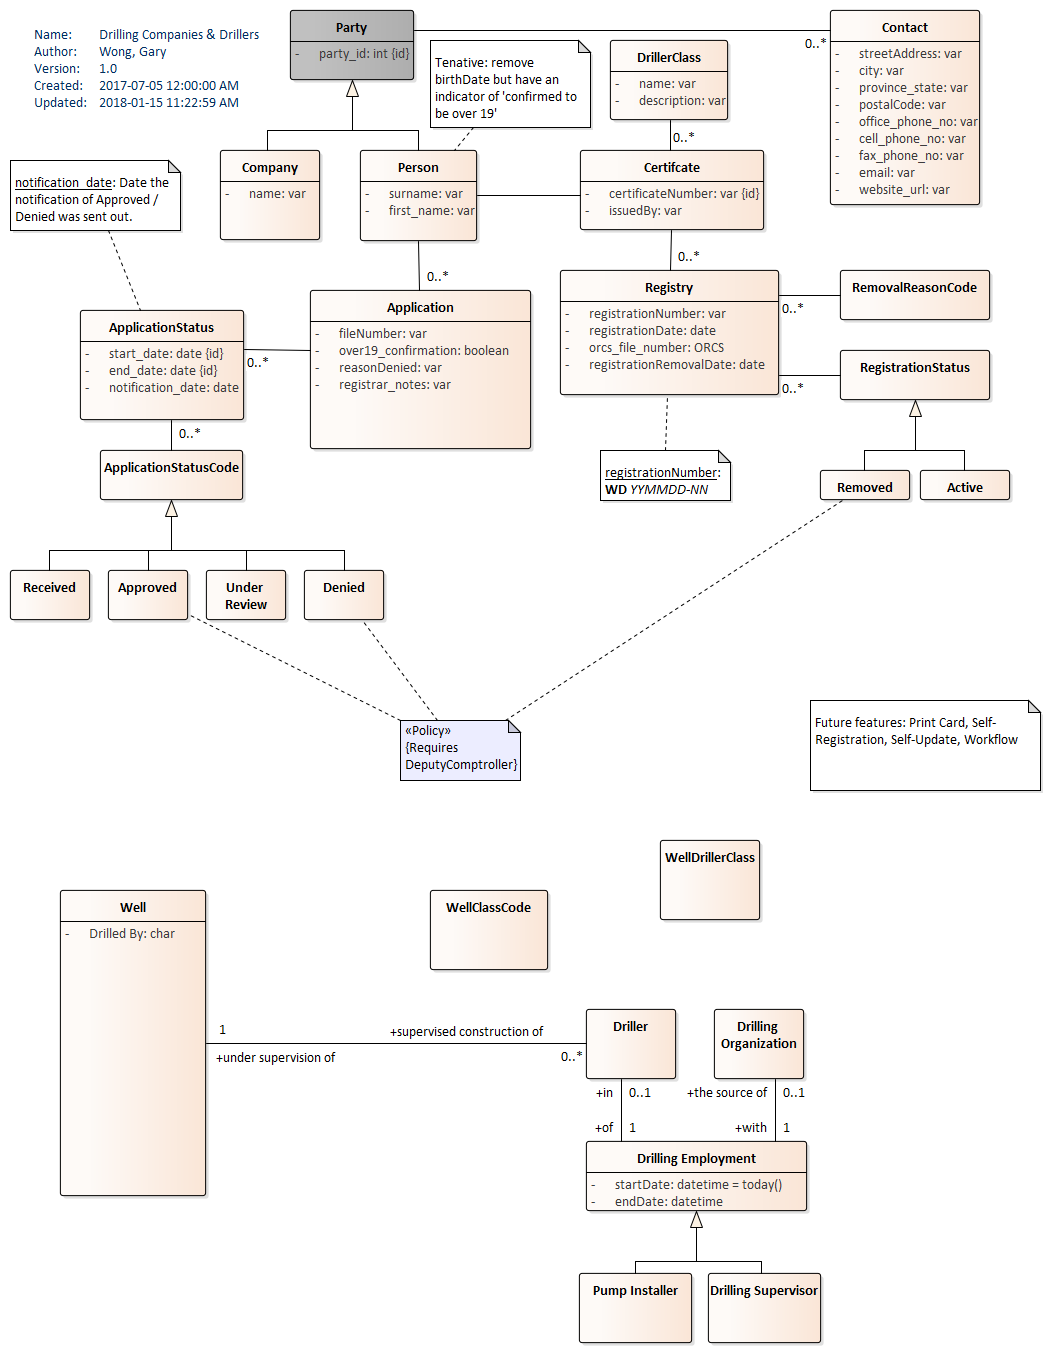 Name: Drilling Companies & Drillers
Author: Wong, Gary
Version: 1.0
Created: 2017-07-05 12:00:00 AM
Updated: 2018-01-15 11:22:59 AM
Party
- party_id: int {id}
Tenative: remove
birthDate but have an
indicator of 'confirmed to
be over 19'
DrillerClass
- name: var
- description: var
0..*
Contact
- streetAddress: var
- city: var
- province_state: var
- postalCode: var
- office_phone_no: var
- cell_phone_no: var
- fax_phone_no: var
- email: var
- website_url: var
0..*
notification_date: Date the
notification of Approved /
Denied was sent out.
Company
- name: var
Person
- surname: var
- first_name: var
Certifcate
- certificateNumber: var {id}
- issuedBy: var
0..*
0..*
ApplicationStatus
- start_date: date {id}
- end_date: date {id}
- notification_date: date
0..*
Application
- fileNumber: var
- over19_confirmation: boolean
- reasonDenied: var
- registrar_notes: var
Registry
- registrationNumber: var
- registrationDate: date
- orcs_file_number: ORCS
- registrationRemovalDate: date
0..*
RemovalReasonCode
0..*
RegistrationStatus
0..*
ApplicationStatusCode
registrationNumber:
WD YYMMDD-NN
Removed
Active
Received
Approved
Under
Review
Denied
«Policy»
{Requires
DeputyComptroller}
Future features: Print Card, Self-
Registration, Self-Update, Workflow
WellDrillerClass
Well
- Drilled By: char
WellClassCode
1
+under supervision of
+supervised construction of
0..*
Driller
Drilling
Organization
+in 0..1
+the source of 0..1
+of 1
+with 1
Drilling Employment
- startDate: datetime = today()
- endDate: datetime
Pump Installer
Drilling Supervisor